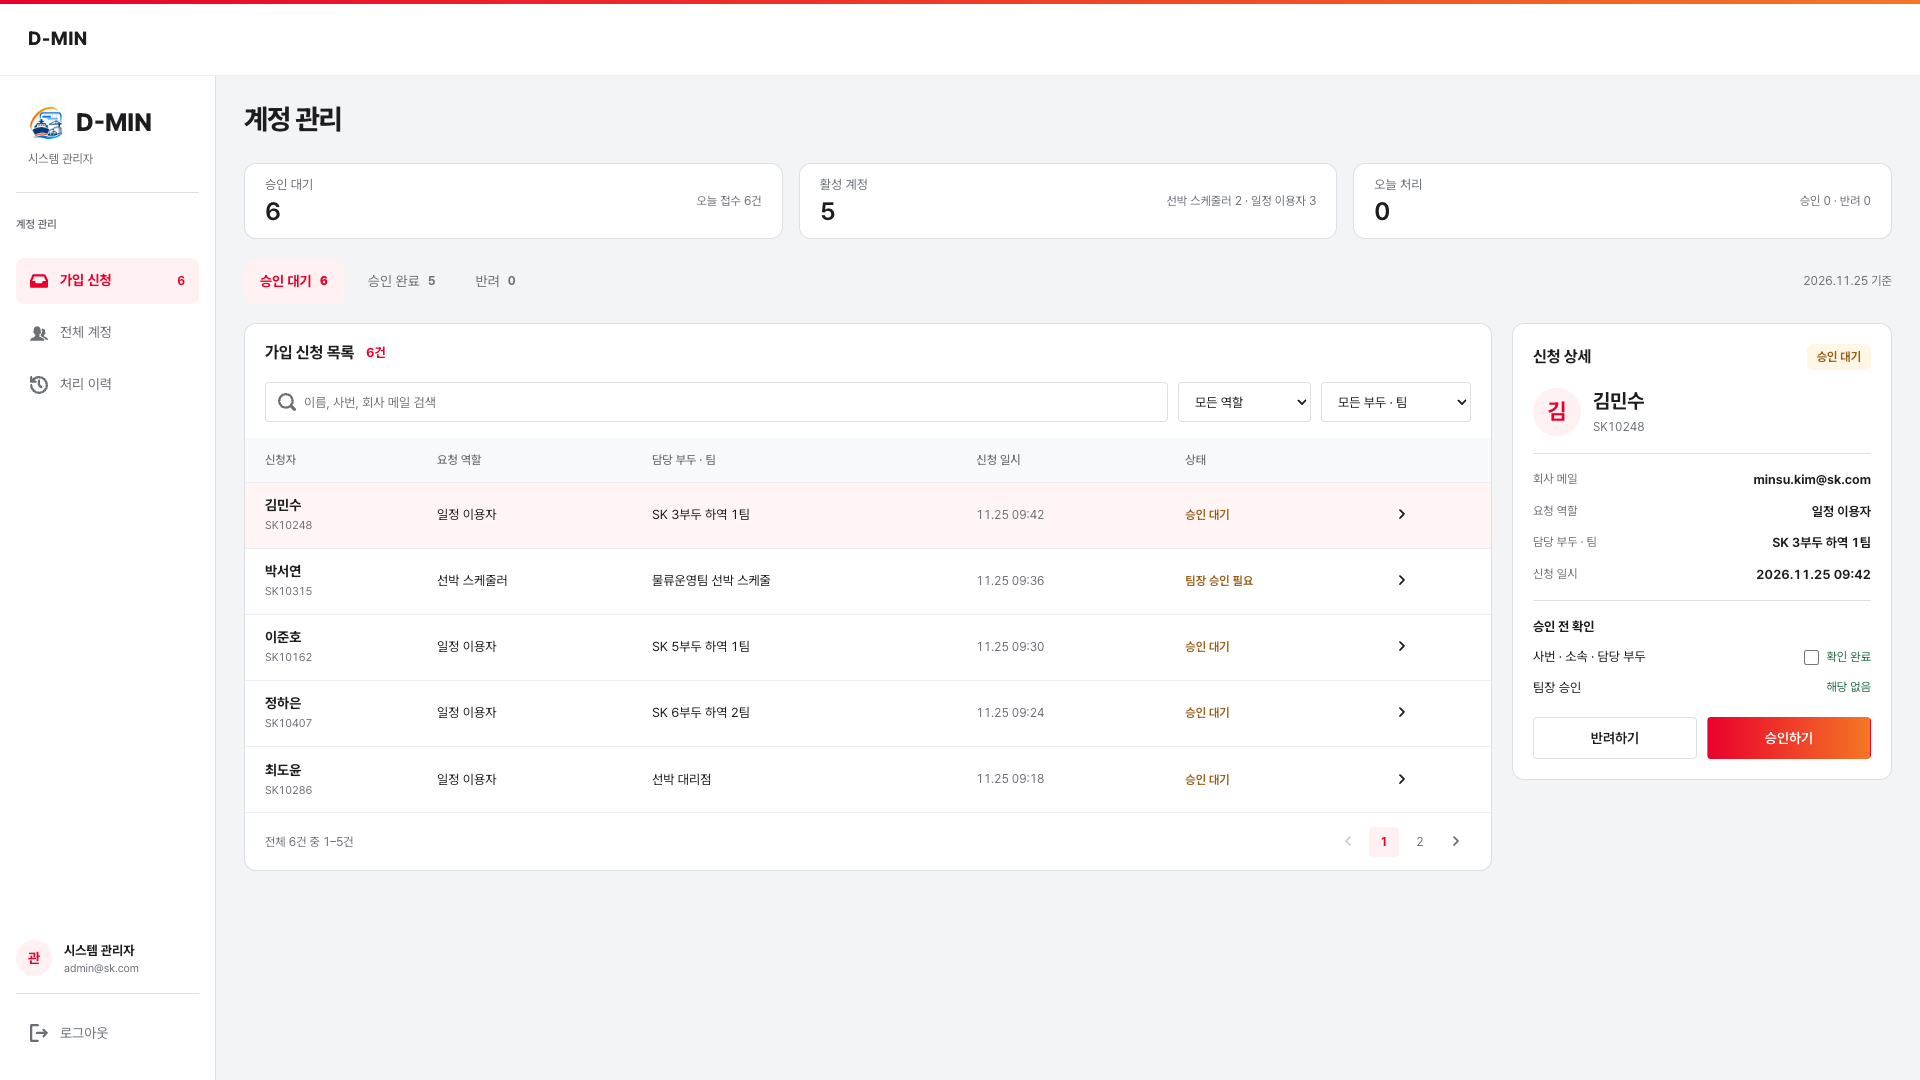 D-MIN
D-MIN
시스템 관리자
계정 관리
가입 신청 6
전체 계정
처리 이력
시스템 관리자
관
admin@sk.com
로그아웃
계정 관리
승인 대기
6
오늘 접수 6건
활성 계정
5
선박 스케줄러 2 · 일정 이용자 3
오늘 처리
0
승인 0 · 반려 0
승인 대기 6 승인 완료 5 반려 0
2026.11.25 기준
가입 신청 목록 6건
이름, 사번, 회사 메일 검색
모든 역할
모든 부두 · 팀
신청자 요청 역할 담당 부두 · 팀 신청 일시 상태
김민수
SK10248
일정 이용자 SK 3부두 하역 1팀 11.25 09:42 승인 대기
박서연
SK10315
선박 스케줄러 물류운영팀 선박 스케줄 11.25 09:36 팀장 승인 필요
이준호
SK10162
일정 이용자 SK 5부두 하역 1팀 11.25 09:30 승인 대기
정하은
SK10407
일정 이용자 SK 6부두 하역 2팀 11.25 09:24 승인 대기
최도윤
SK10286
일정 이용자 선박 대리점 11.25 09:18 승인 대기
전체 6건 중 1–5건
1 2
신청 상세 승인 대기
김
김민수
SK10248
회사 메일 minsu.kim@sk.com
요청 역할 일정 이용자
담당 부두 · 팀 SK 3부두 하역 1팀
신청 일시 2026.11.25 09:42
승인 전 확인
사번 · 소속 · 담당 부두 확인 완료
팀장 승인 해당 없음
반려하기 승인하기